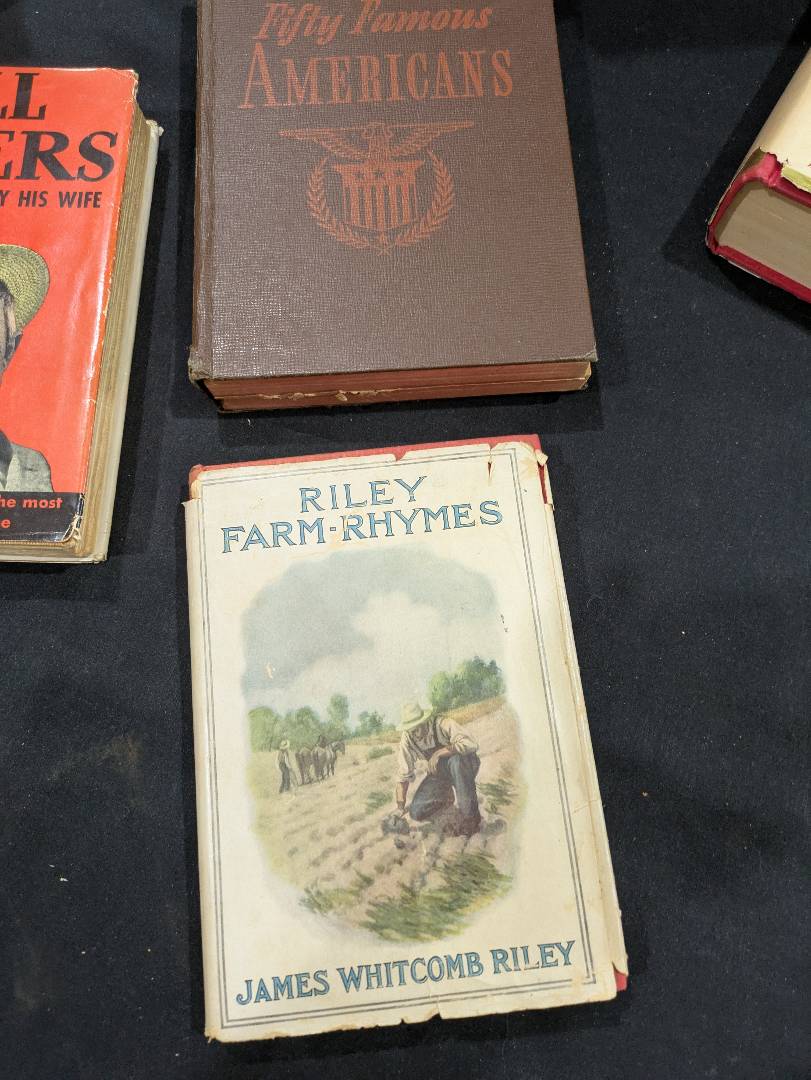 Fifty Famous
AMERICANS
LL
ERS
Y HIS WIFE
he most
e
RILEY
FARM-RHYMES
JAMES WHITCOMB RILEY